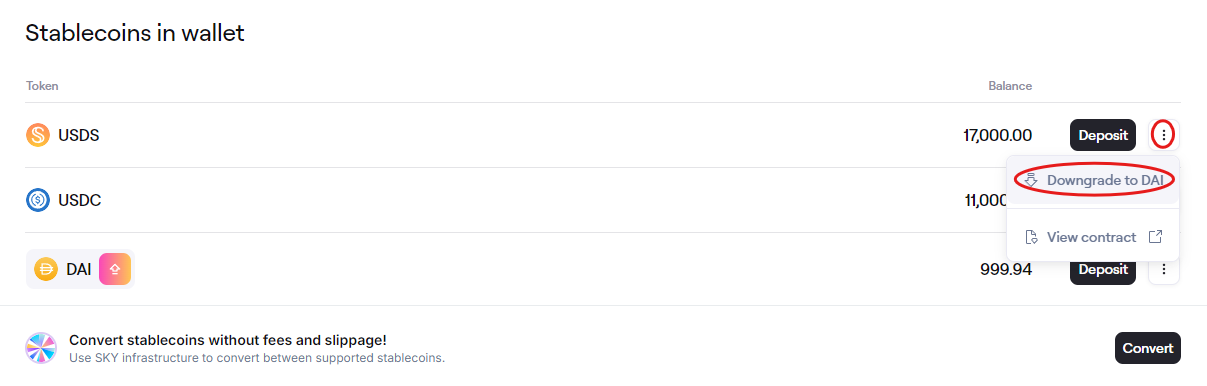 Stablecoins in wallet
Token Balance
USDS 17,000.00 Deposit
Downgrade to DAI
USDC 11,000
View contract
DAI 999.94 Deposit
Convert stablecoins without fees and slippage!
Use SKY infrastructure to convert between supported stablecoins.
Convert